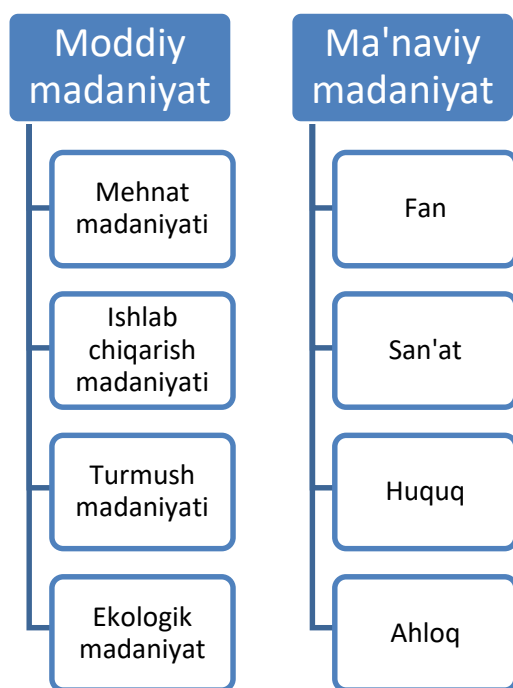 Moddiy
madaniyat
Mehnat
madaniyati
Ishlab
chiqarish
madaniyati
Turmush
madaniyati
Ekologik
madaniyat
Ma'naviy
madaniyat
Fan
San'at
Huquq
Ahloq